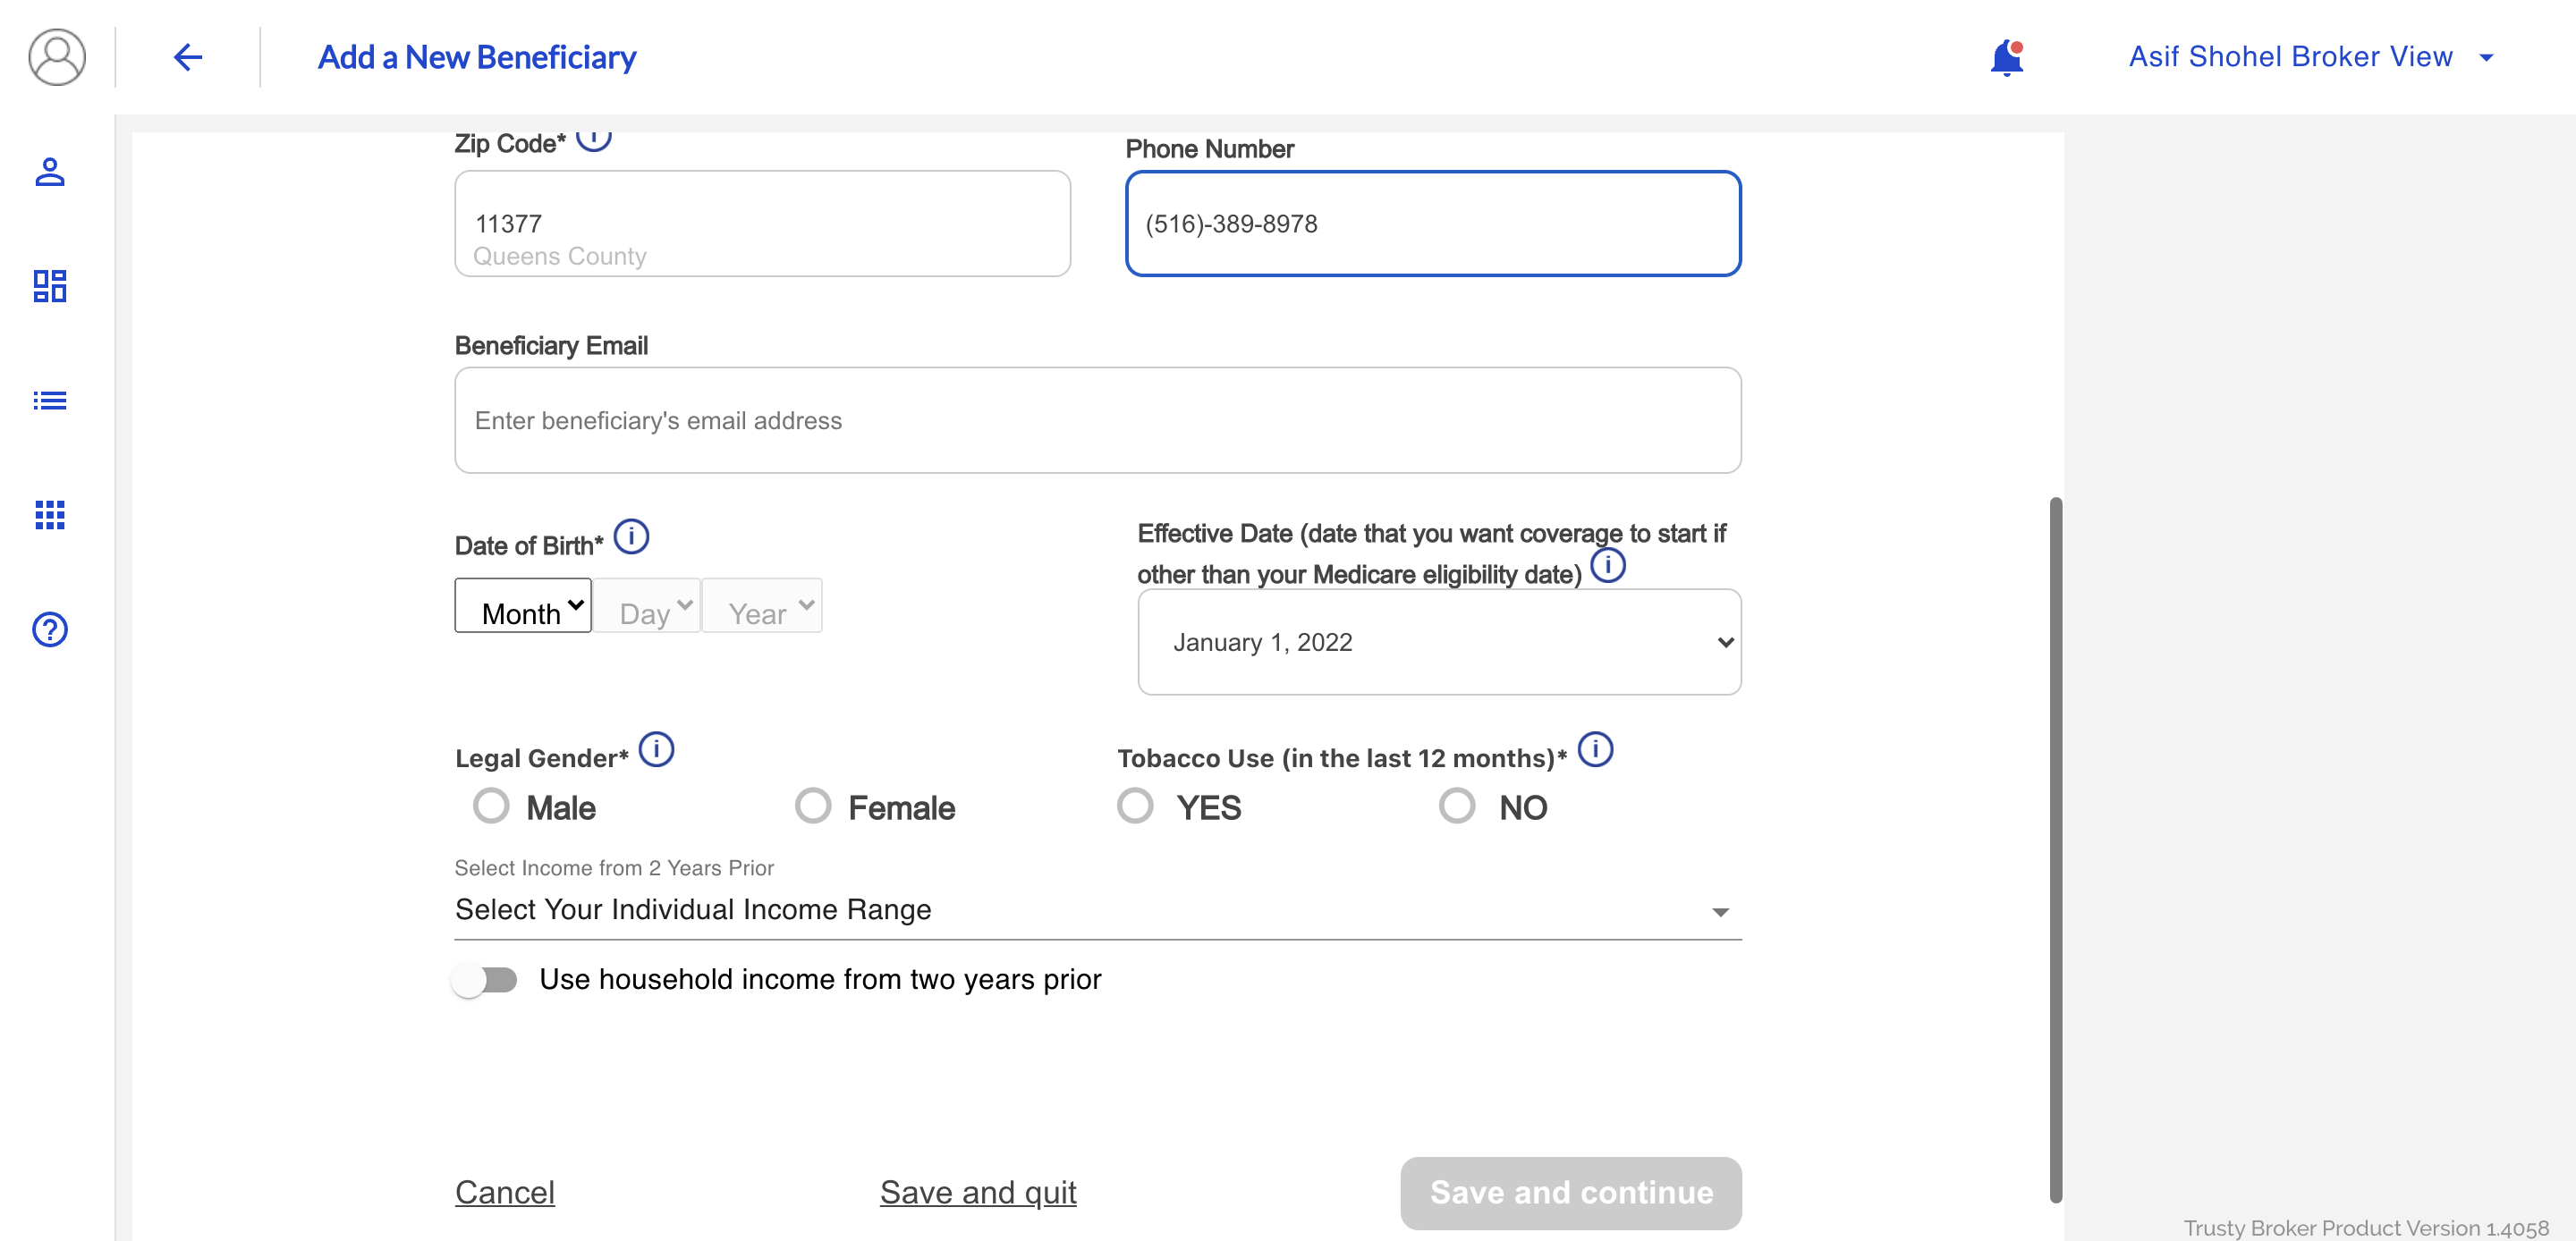 Add a New Beneficiary
Asif Shohel Broker View
Zip Code*
Phone Number
11377
Queens County
(516)-389-8978
Beneficiary Email
Enter beneficiary's email address
Date of Birth*
Effective Date (date that you want coverage to start if
other than your Medicare eligibility date)
Month
Day
Year
January 1, 2022
Legal Gender*
Tobacco Use (in the last 12 months)*
Male
Female
YES
NO
Select Income from 2 Years Prior
Select Your Individual Income Range
Use household income from two years prior
Cancel
Save and quit
Save and continue
Trusty Broker Product Version 1.4058